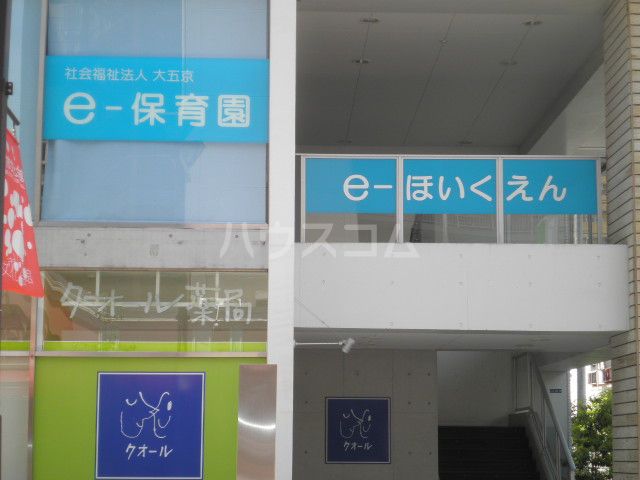 社会福祉法人 大五京
e-保育園
e-ほいくえん
ハウスコム
クオール薬局
クオール
クオール